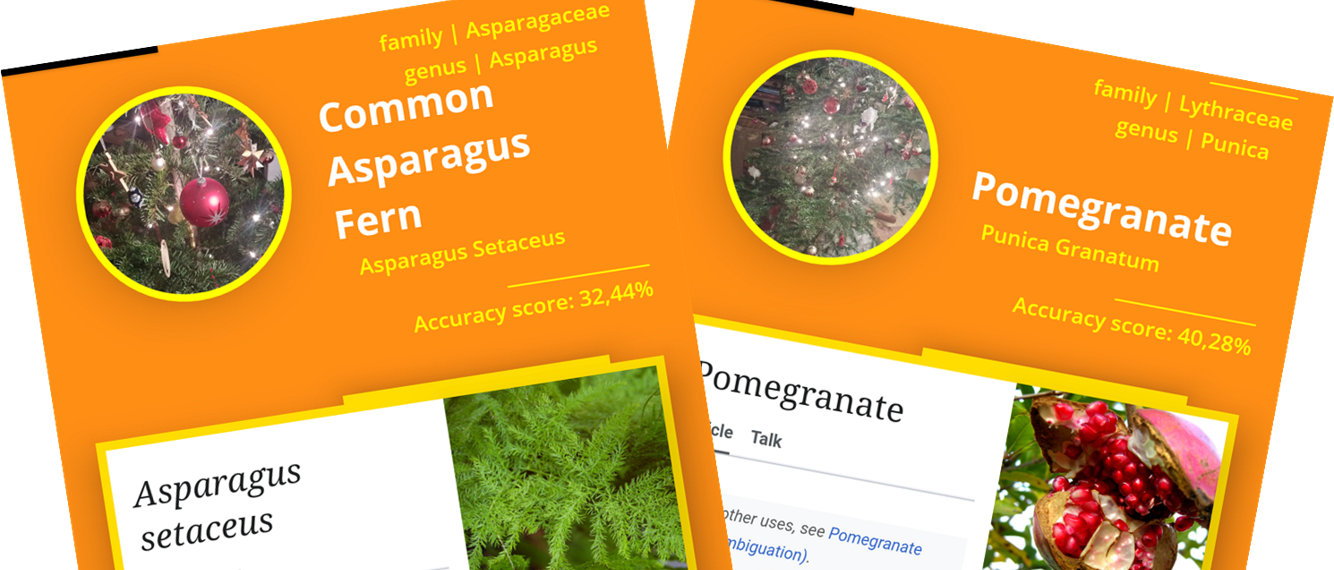 family | Asparagaceae
genus | Asparagus
Common
Asparagus
Fern
Asparagus Setaceus
Accuracy score: 32,44%
Asparagus
setaceus
family | Lythraceae
genus | Punica
Pomegranate
Punica Granatum
Accuracy score: 40,28%
Pomegranate
Talk
other uses, see Pomegranate